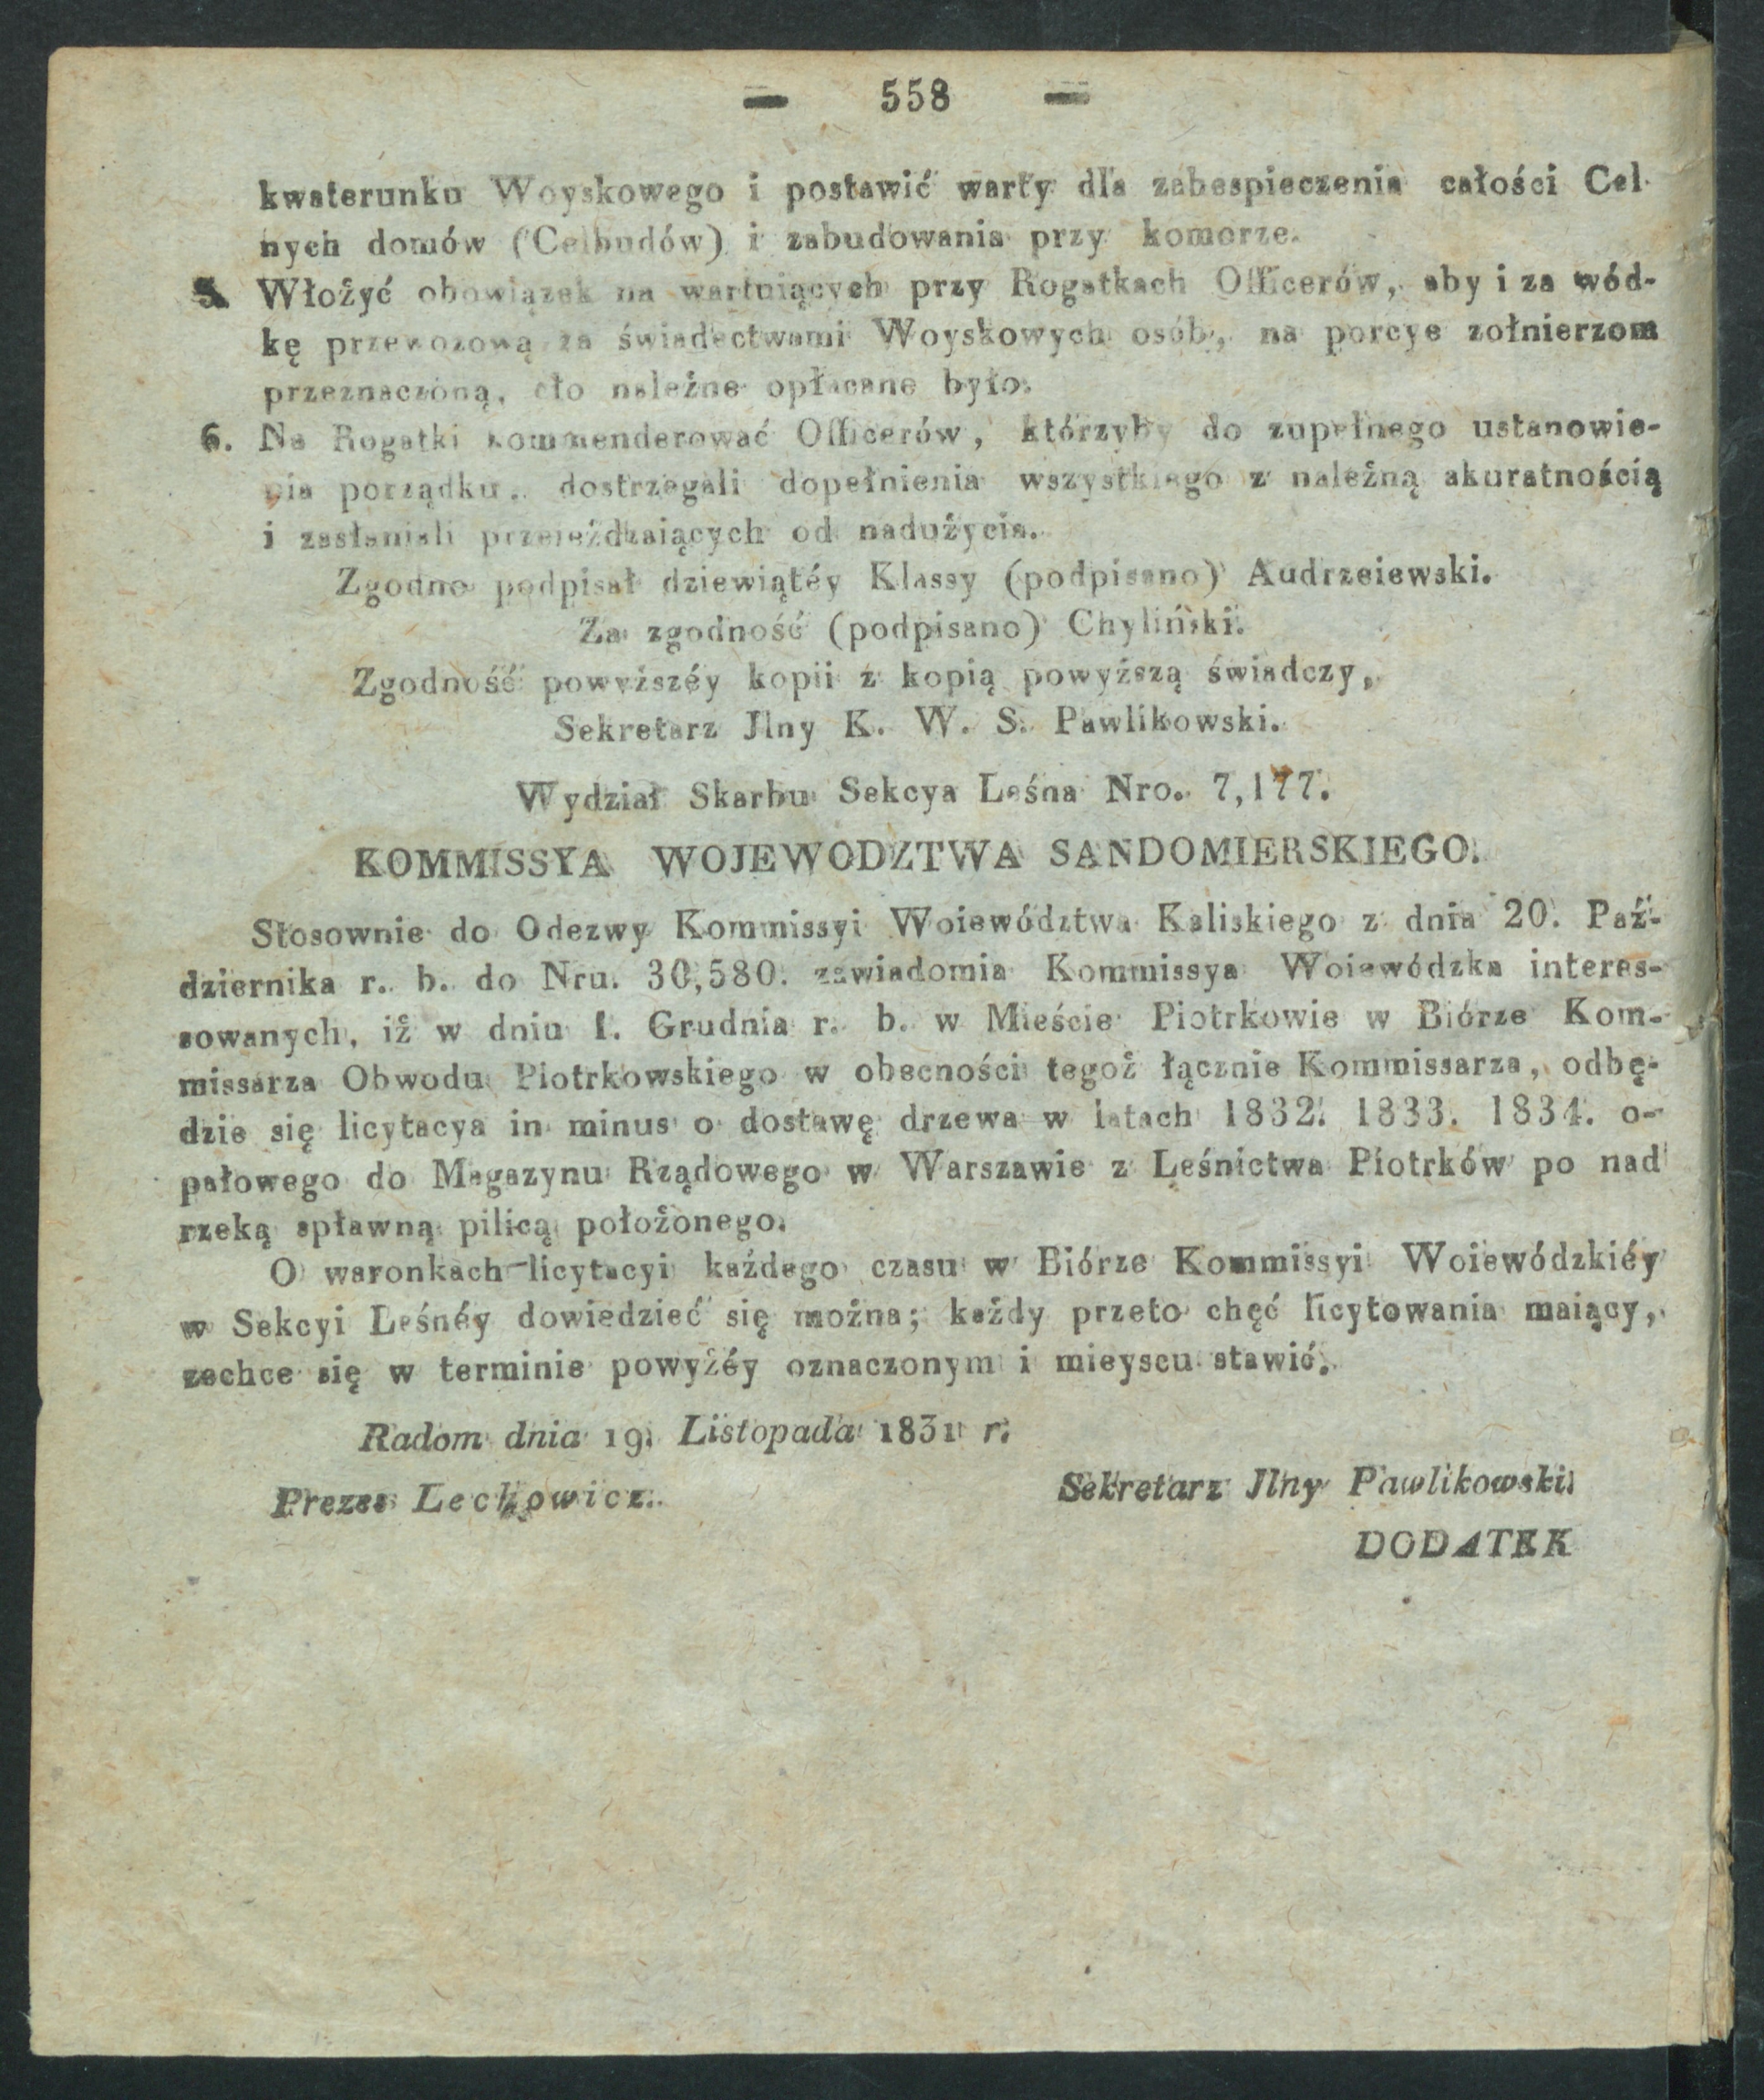 — 558 —
kwaterunku Woyskowego i postawić warty dla zabespieczenia całości Cel-
nych domów (Celbudów) i zabudowania przy komorze.
5. Włożyć obowiązek na wartuiących przy Rogatkach Officerów, aby i za wód-
kę przewozową za świadectwami Woyskowych osób, na porcye zołnierzom
przeznaczoną, cło należne opłacane było.
6. Na Rogatki kommenderować Officerów, którzyby do zupełnego ustanowie-
nia porządku, dostrzegali dopełnienia wszystkiego z należną akuratnością
i zasłaniali przeieżdzaiących od nadużycia.
Zgodno podpisał dziewiątéy Klassy (podpisano) Audrzeiewski.
Za zgodność (podpisano) Chyliński.
Zgodność powyższéy kopii z kopią powyższą świadczy,
Sekretarz Jlny K. W. S. Pawlikowski.
Wydział Skarbu Sekcya Leśna Nro. 7,177.
KOMMISSYA WOJEWODZTWA SANDOMIERSKIEGO.
Stosownie do Odezwy Kommissyi Woiewództwa Kaliskiego z dnia 20. Paź-
dziernika r. b. do Nru. 30,580. zawiadomia Kommissya Woiewódzka interes-
sowanych, iż w dniu 1. Grudnia r. b. w Mieście Piotrkowie w Biórze Kom-
missarza Obwodu Piotrkowskiego w obecności tegoż łącznie Kommissarza, odbę-
dzie się licytacya in minus o dostawę drzewa w latach 1832. 1833. 1834. o-
pałowego do Magazynu Rządowego w Warszawie z Leśnictwa Piotrków po nad
rzeką spławną pilicą położonego.
O waronkach licytacyi każdego czasu w Biórze Kommissyi Woiewódzkiéy
w Sekcyi Leśnéy dowiedzieć się można; każdy przeto chęć licytowania maiący,
zechce się w terminie powyżéy oznaczonym i mieyscu stawić.
Radom dnia 19. Listopada 1831 r.
Prezes Leckowicz. Sekretarz Jlny Pawlikowski.
DODATEK